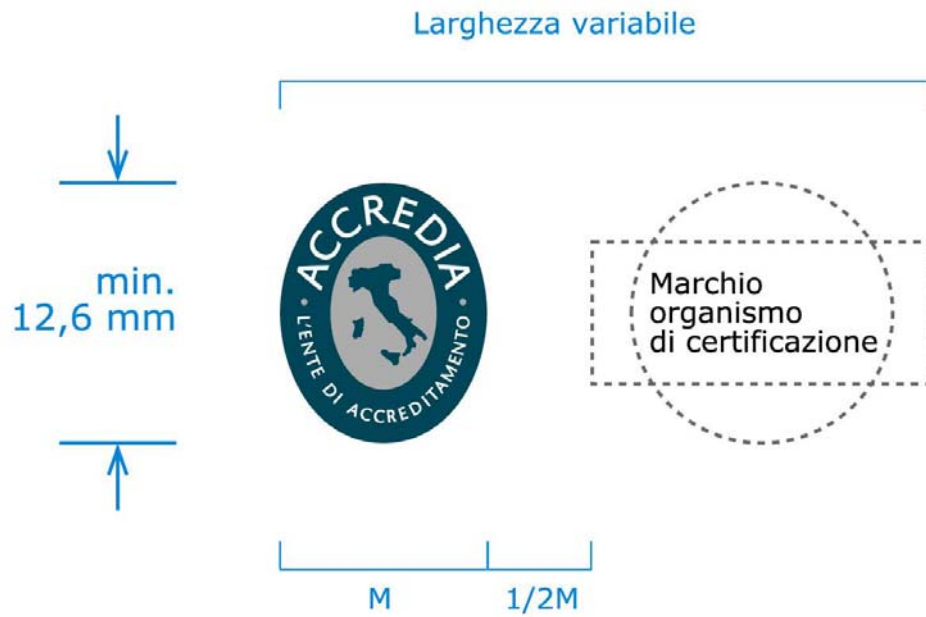 Larghezza variabile
min.
12,6 mm
ACCREDIA
• L'ENTE DI ACCREDITAMENTO •
Marchio
organismo
di certificazione
M
1/2M